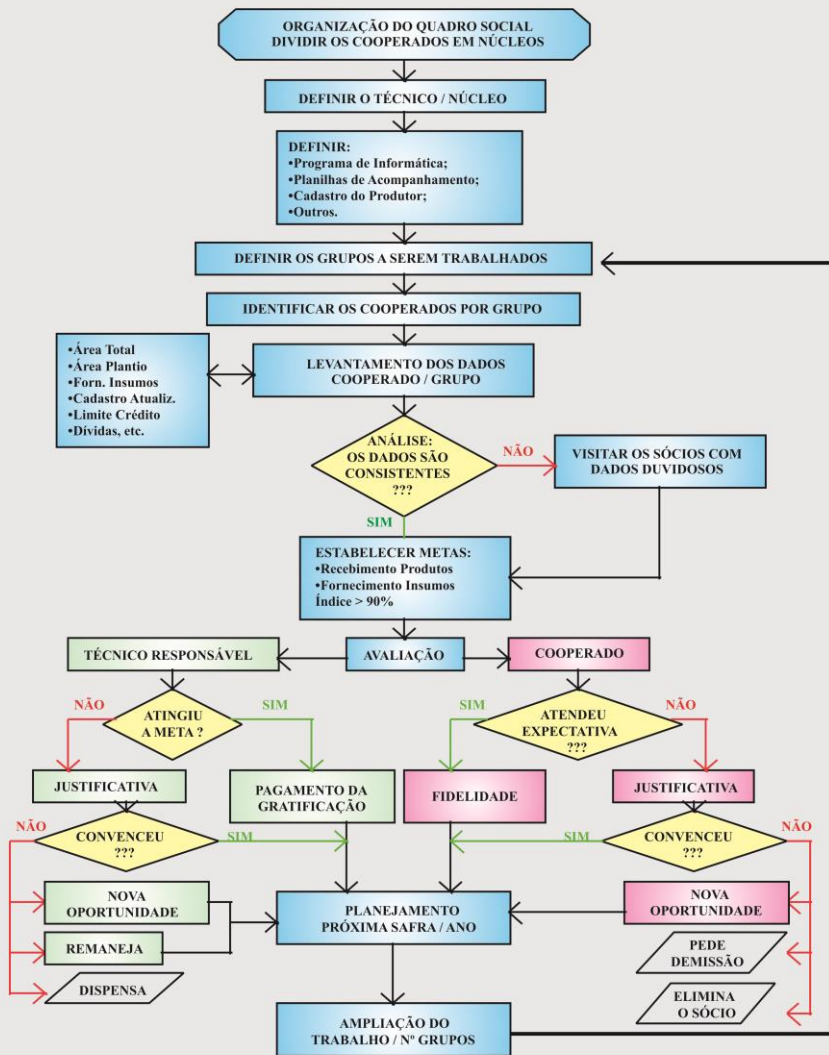 ORGANIZAÇÃO DO QUADRO SOCIAL
DIVIDIR OS COOPERADOS EM NÚCLEOS
DEFINIR O TÉCNICO / NÚCLEO
DEFINIR:
•Programa de Informática;
•Planilhas de Acompanhamento;
•Cadastro do Produtor;
•Outros.
DEFINIR OS GRUPOS A SEREM TRABALHADOS
IDENTIFICAR OS COOPERADOS POR GRUPO
•Área Total
•Área Plantio
•Forn. Insumos
•Cadastro Atualiz.
•Limite Crédito
•Dívidas, etc.
LEVANTAMENTO DOS DADOS
COOPERADO / GRUPO
ANÁLISE:
OS DADOS SÃO
CONSISTENTES
???
NÃO
VISITAR OS SÓCIOS COM
DADOS DUVIDOSOS
SIM
ESTABELECER METAS:
•Recebimento Produtos
•Fornecimento Insumos
Índice > 90%
TÉCNICO RESPONSÁVEL
AVALIAÇÃO
COOPERADO
NÃO
ATINGIU
A META ?
SIM
SIM
ATENDEU
EXPECTATIVA
???
NÃO
JUSTIFICATIVA
PAGAMENTO DA
GRATIFICAÇÃO
FIDELIDADE
JUSTIFICATIVA
NÃO
CONVENCEU
???
SIM
SIM
CONVENCEU
???
NÃO
NOVA
OPORTUNIDADE
REMANEJA
DISPENSA
PLANEJAMENTO
PRÓXIMA SAFRA / ANO
NOVA
OPORTUNIDADE
PEDE
DEMISSÃO
ELIMINA
O SÓCIO
AMPLIAÇÃO DO
TRABALHO / Nº GRUPOS